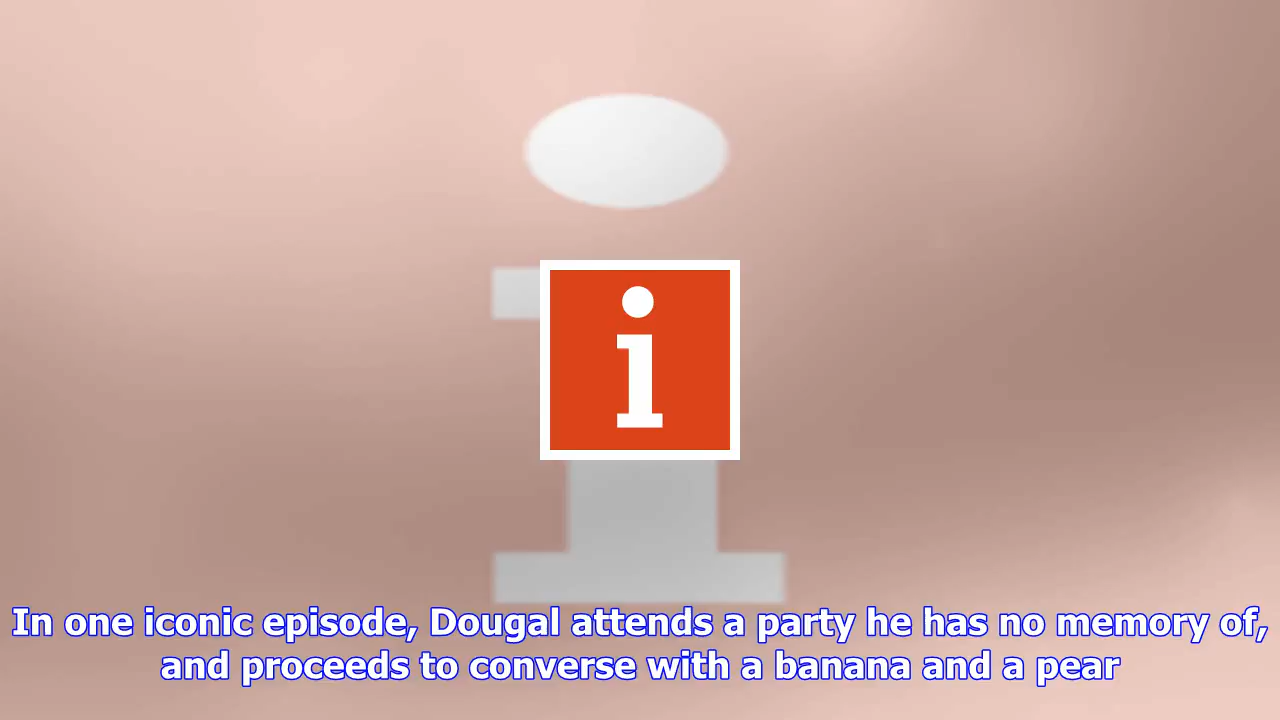 i
In one iconic episode, Dougal attends a party he has no memory of,
and proceeds to converse with a banana and a pear